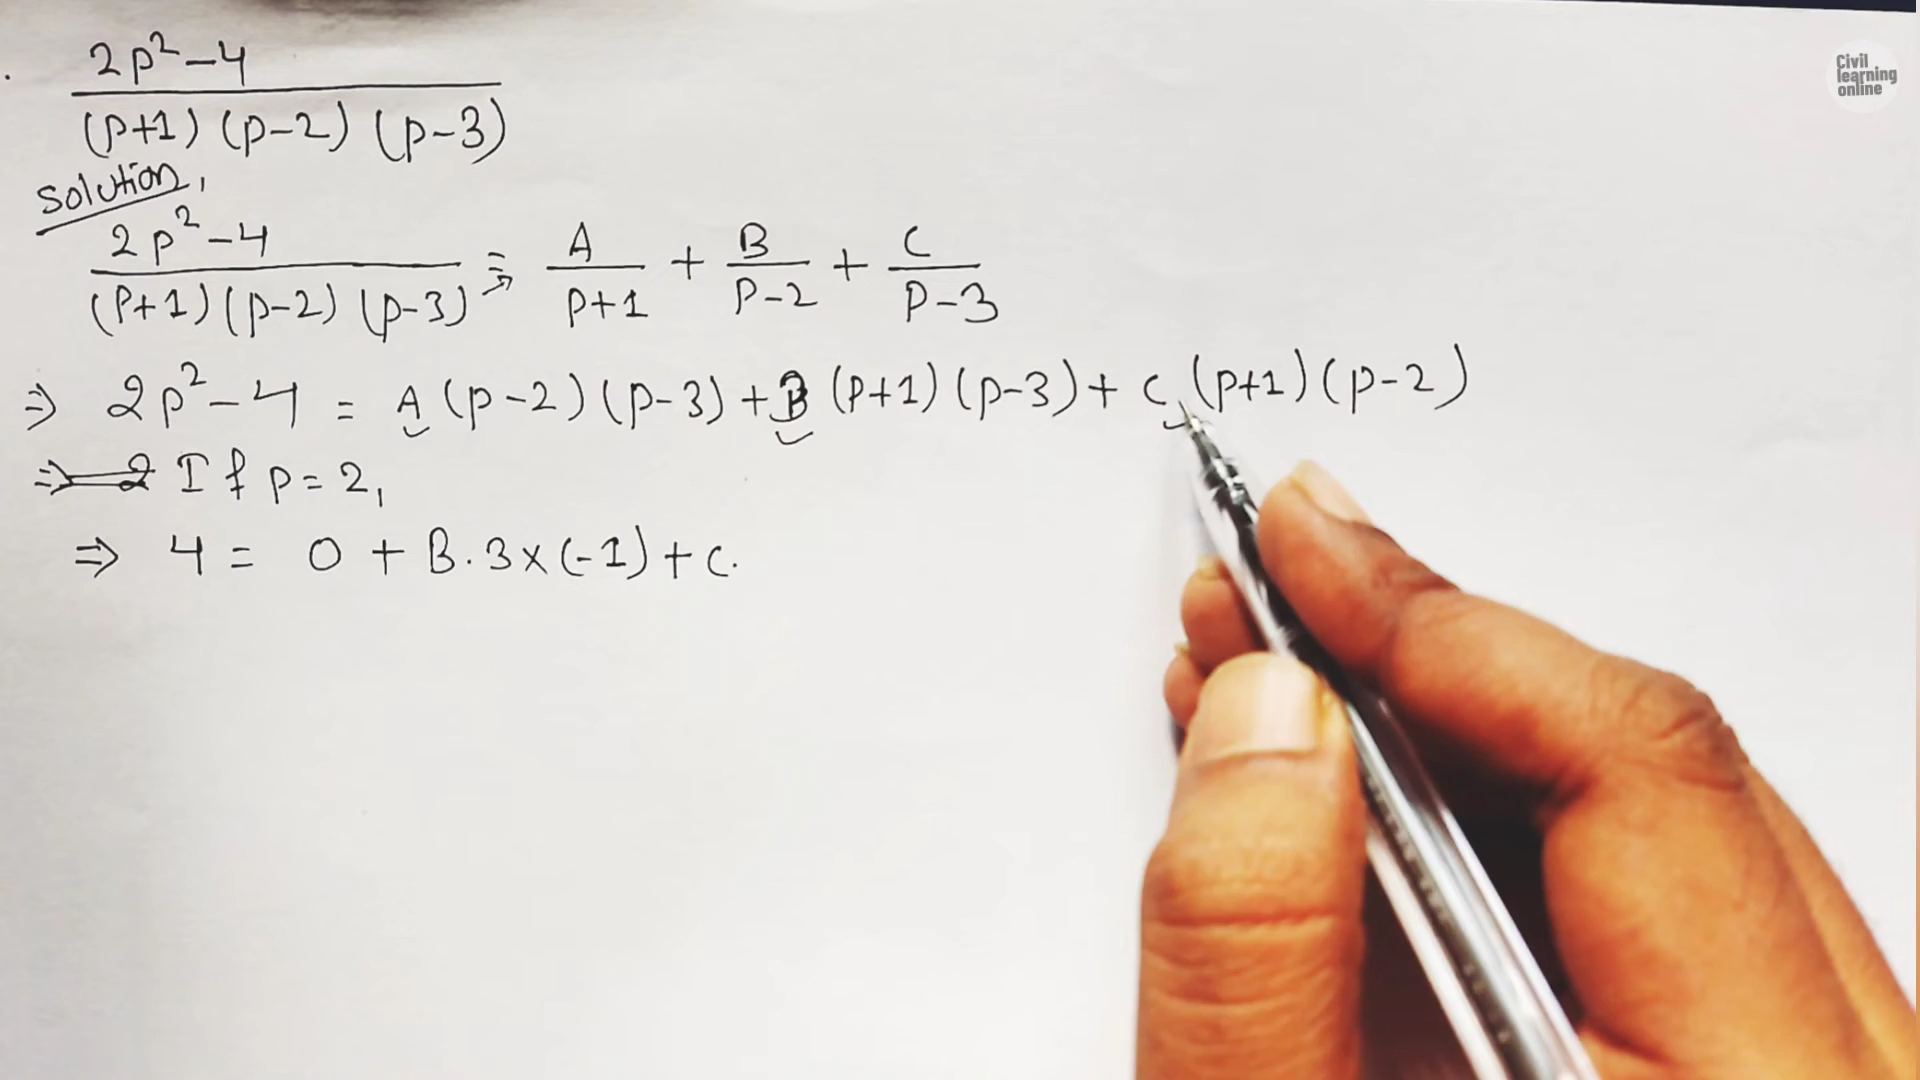 . 2p²-4
(p+1) (p-2) (p-3)
Solution,
2p²-4 / (p+1)(p-2)(p-3) ⇒ A/p+1 + B/p-2 + C/p-3
⇒ 2p²-4 = A(p-2)(p-3)+B(p+1)(p-3)+C(p+1)(p-2)
⇒ 2 If p=2,
⇒ 4 = 0 + B.3×(-1)+C.
Civil
learning
online